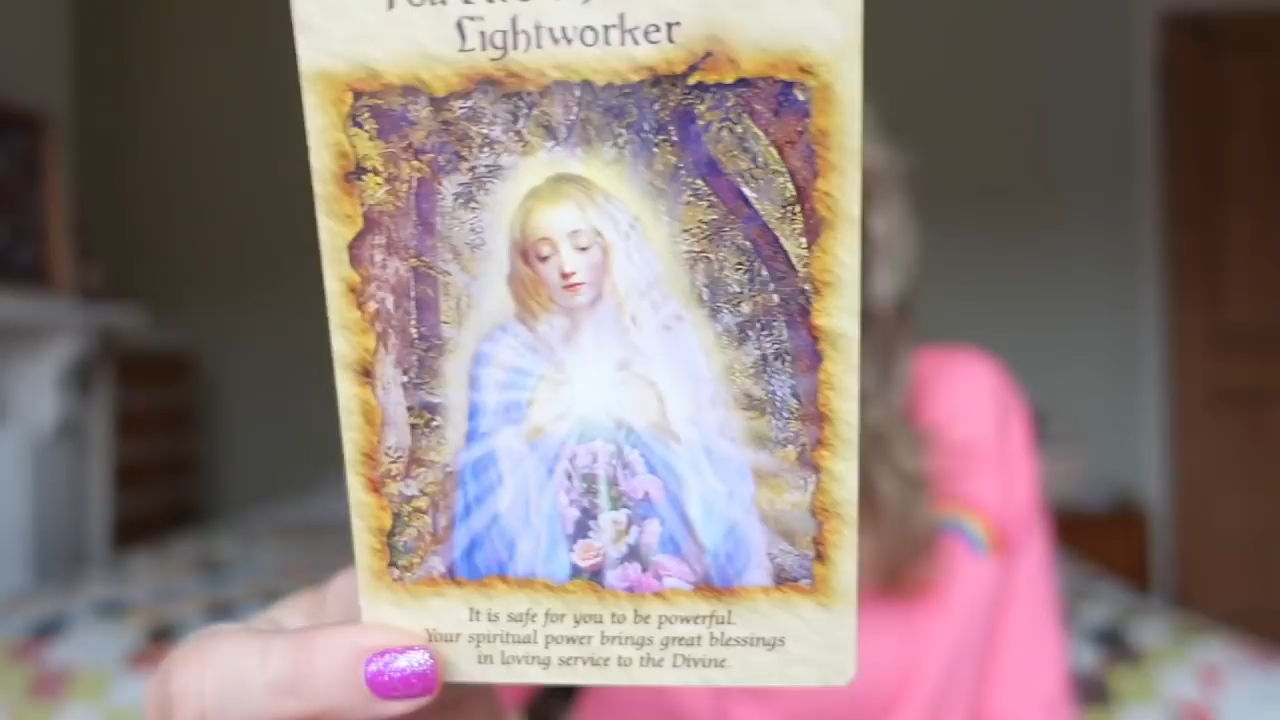 You
Lightworker
It is safe for you to be powerful.
Your spiritual power brings great blessings
in loving service to the Divine.